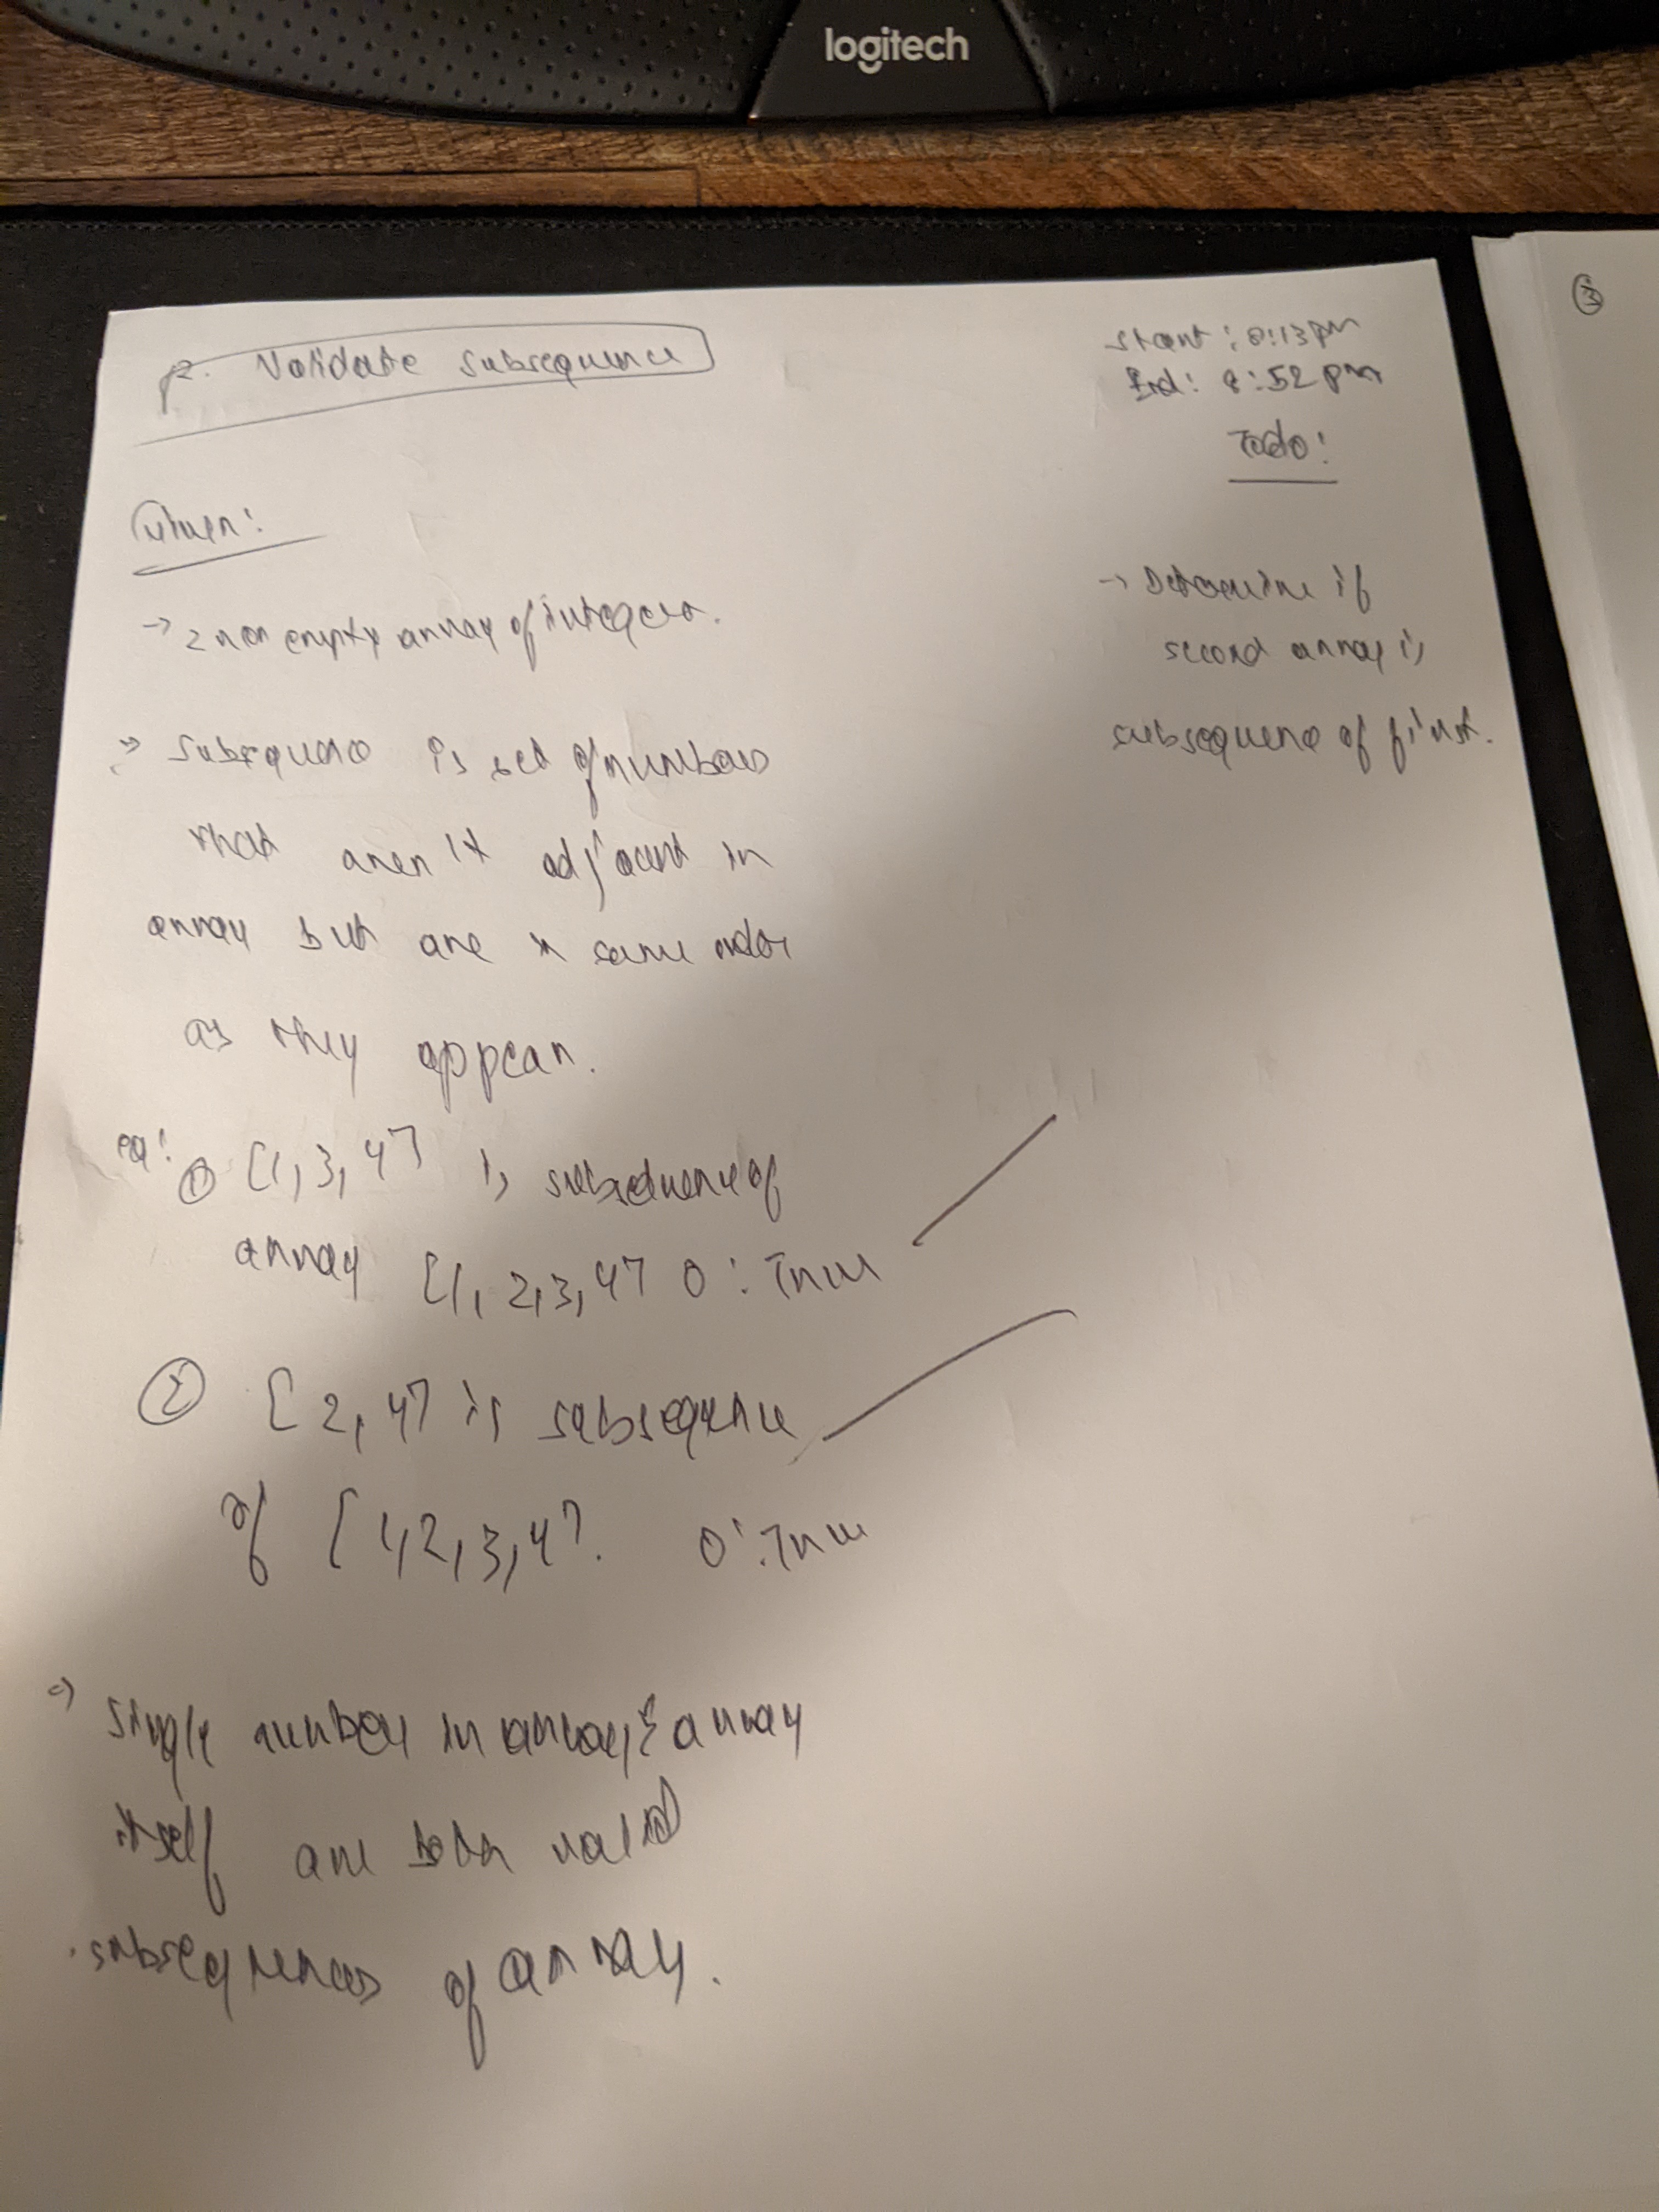 logitech
2. Validate subsequence
Start: 8:13pm
End: 8:52pm
Todo:
Given:
→ 2 non empty array of integers.
→ Determine if
second array is
subsequence of first.
→ Subsequence is set of numbers
that aren't adjacent in
array but are in same order
as they appear.
eg: ① [1,3,4] is subsequence of
array [1,2,3,4] O: True
② [2,4] is subsequence
of [1,2,3,4]. O: True
→ single number in array & array
itself are both valid
subsequences of array.
③